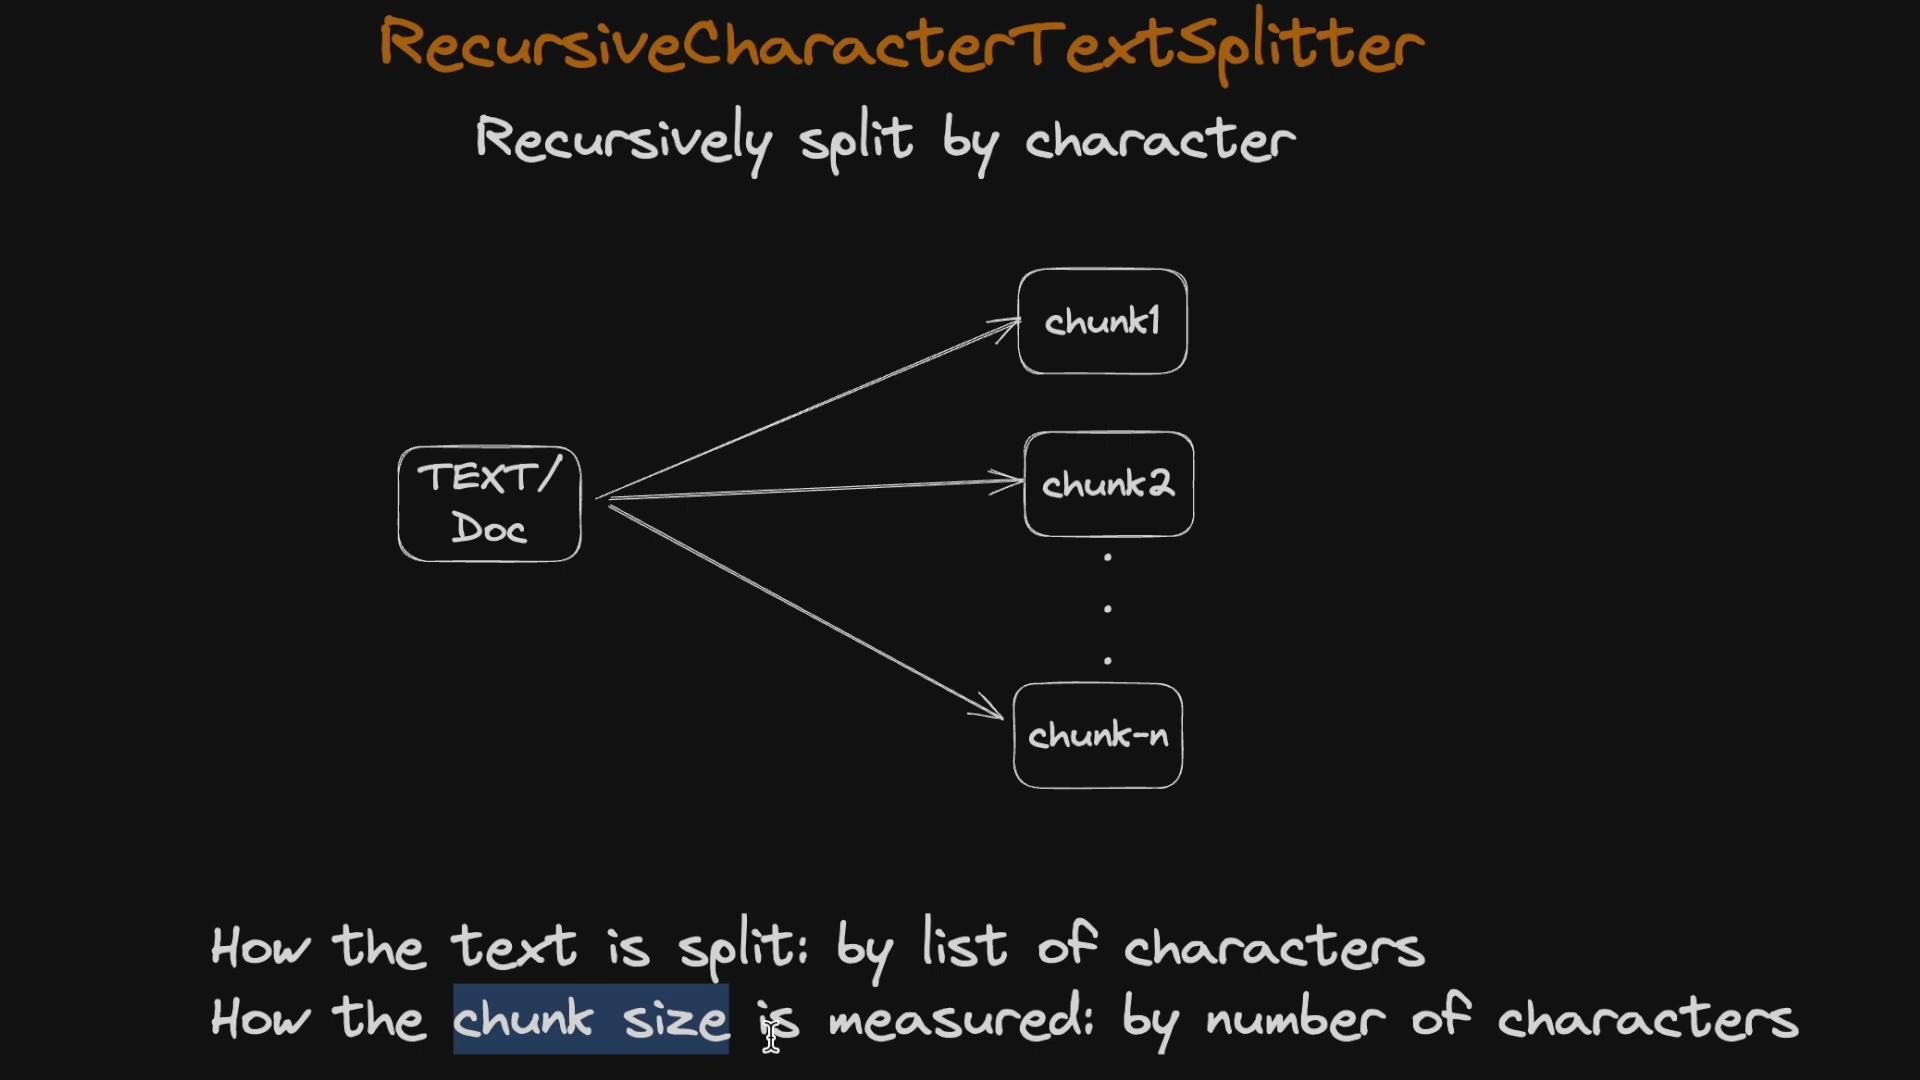 RecursiveCharacterTextSplitter
Recursively split by character
chunk1
TEXT/
Doc
chunk2
chunk-n
How the text is split: by list of characters
How the chunk size is measured: by number of characters